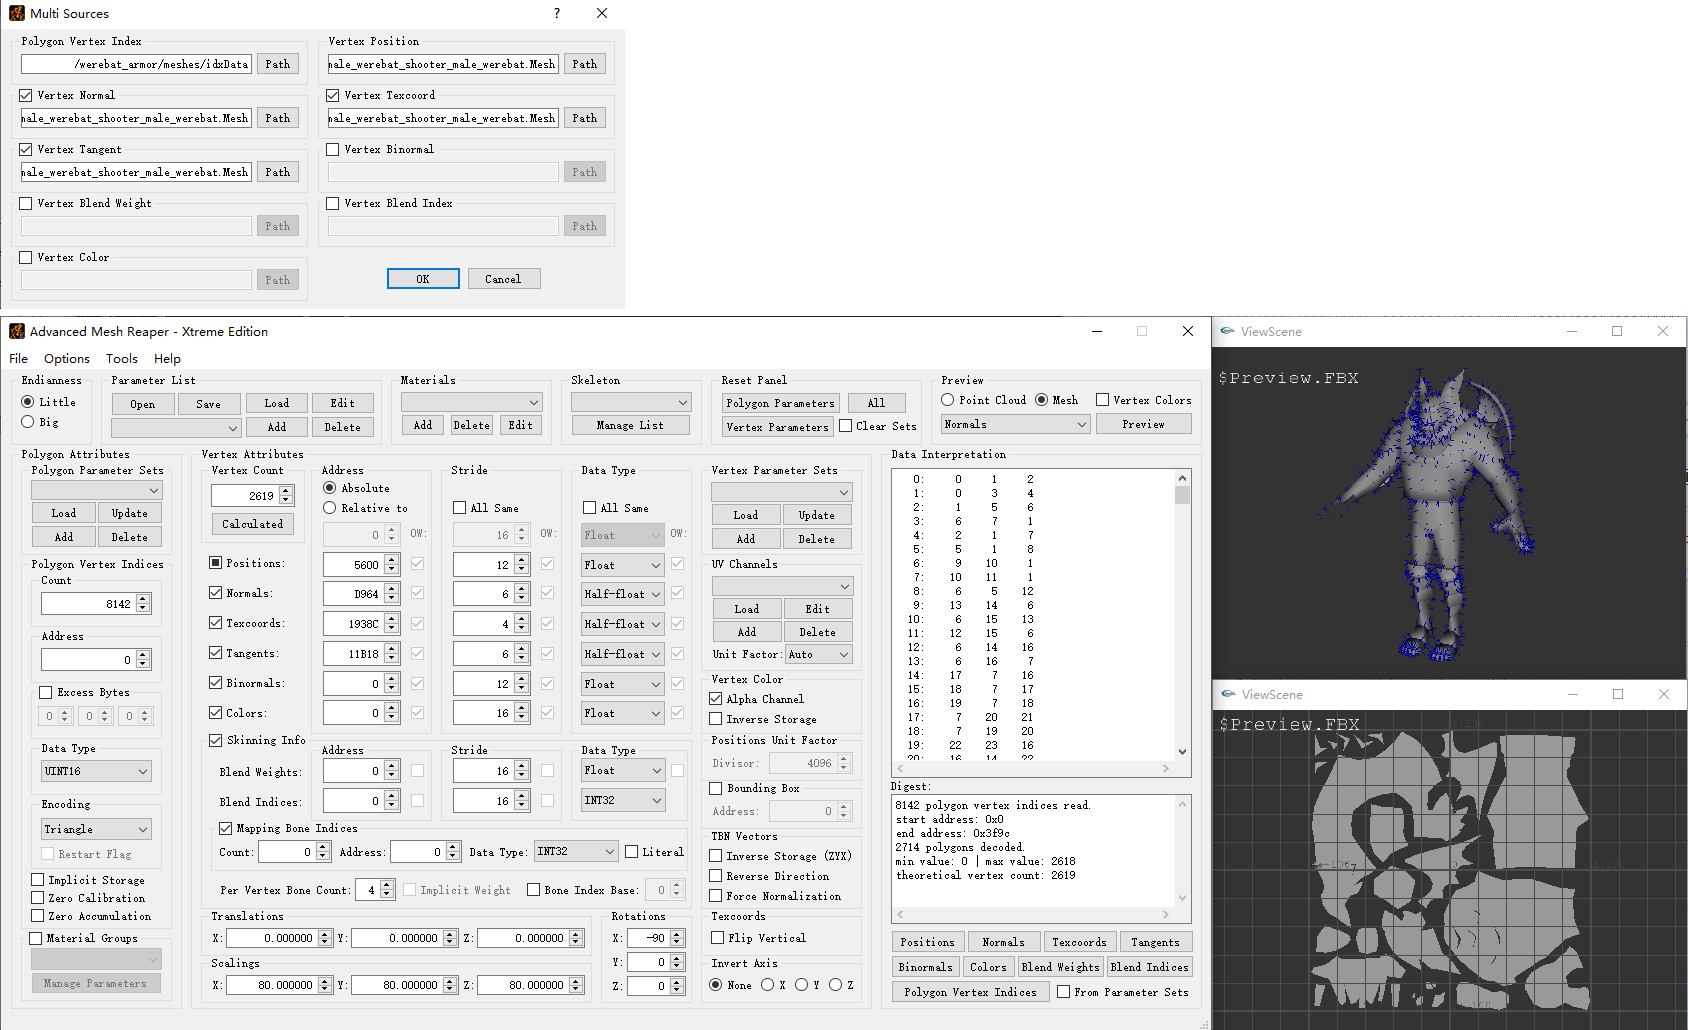 Multi Sources
?
Polygon Vertex Index
/werebat_armor/meshes/idxData
Path
Vertex Position
nale_werebat_shooter_male_werebat.Mesh
Path
Vertex Normal
nale_werebat_shooter_male_werebat.Mesh
Path
Vertex Texcoord
nale_werebat_shooter_male_werebat.Mesh
Path
Vertex Tangent
nale_werebat_shooter_male_werebat.Mesh
Path
Vertex Binormal
Path
Vertex Blend Weight
Path
Vertex Blend Index
Path
Vertex Color
Path
OK
Cancel
Advanced Mesh Reaper - Xtreme Edition
File Options Tools Help
Endianness
Little
Big
Parameter List
Open Save Load Edit
Add Delete
Materials
Add Delete Edit
Skeleton
Manage List
Reset Panel
Polygon Parameters All
Vertex Parameters Clear Sets
Preview
Point Cloud Mesh Vertex Colors
Normals Preview
Polygon Attributes
Polygon Parameter Sets
Load Update
Add Delete
Polygon Vertex Indices
Count
8142
Address
0
Excess Bytes
0 0 0
Data Type
UINT16
Encoding
Triangle
Restart Flag
Implicit Storage
Zero Calibration
Zero Accumulation
Material Groups
Manage Parameters
Vertex Attributes
Vertex Count
2619
Calculated
Address
Absolute
Relative to
0 OW:
Stride
All Same
16 OW:
Data Type
All Same
Float OW:
Positions: 5600 12 Float
Normals: D964 6 Half-float
Texcoords: 1938C 4 Half-float
Tangents: 11B18 6 Half-float
Binormals: 0 12 Float
Colors: 0 16 Float
Skinning Info
Address Stride Data Type
Blend Weights: 0 16 Float
Blend Indices: 0 16 INT32
Mapping Bone Indices
Count: 0 Address: 0 Data Type: INT32 Literal
Per Vertex Bone Count: 4 Implicit Weight Bone Index Base: 0
Translations
X: 0.000000 Y: 0.000000 Z: 0.000000
Scalings
X: 80.000000 Y: 80.000000 Z: 80.000000
Rotations
X: -90
Y: 0
Z: 0
Vertex Parameter Sets
Load Update
Add Delete
UV Channels
Load Edit
Add Delete
Unit Factor: Auto
Vertex Color
Alpha Channel
Inverse Storage
Positions Unit Factor
Divisor: 4096
Bounding Box
Address: 0
TBN Vectors
Inverse Storage (ZYX)
Reverse Direction
Force Normalization
Texcoords
Flip Vertical
Invert Axis
None X Y Z
Data Interpretation
0: 0 1 2
1: 0 3 4
2: 1 5 6
3: 6 7 1
4: 2 1 7
5: 5 1 8
6: 9 10 1
7: 10 11 1
8: 6 5 12
9: 13 14 6
10: 6 15 13
11: 12 15 6
12: 6 14 16
13: 6 16 7
14: 17 7 16
15: 18 7 17
16: 19 7 18
17: 7 20 21
18: 7 19 20
19: 22 23 16
20: 16 14 22
Digest:
8142 polygon vertex indices read.
start address: 0x0
end address: 0x3f9c
2714 polygons decoded.
min value: 0 | max value: 2618
theoretical vertex count: 2619
Positions Normals Texcoords Tangents
Binormals Colors Blend Weights Blend Indices
Polygon Vertex Indices From Parameter Sets
ViewScene
$Preview.FBX
ViewScene
$Preview.FBX